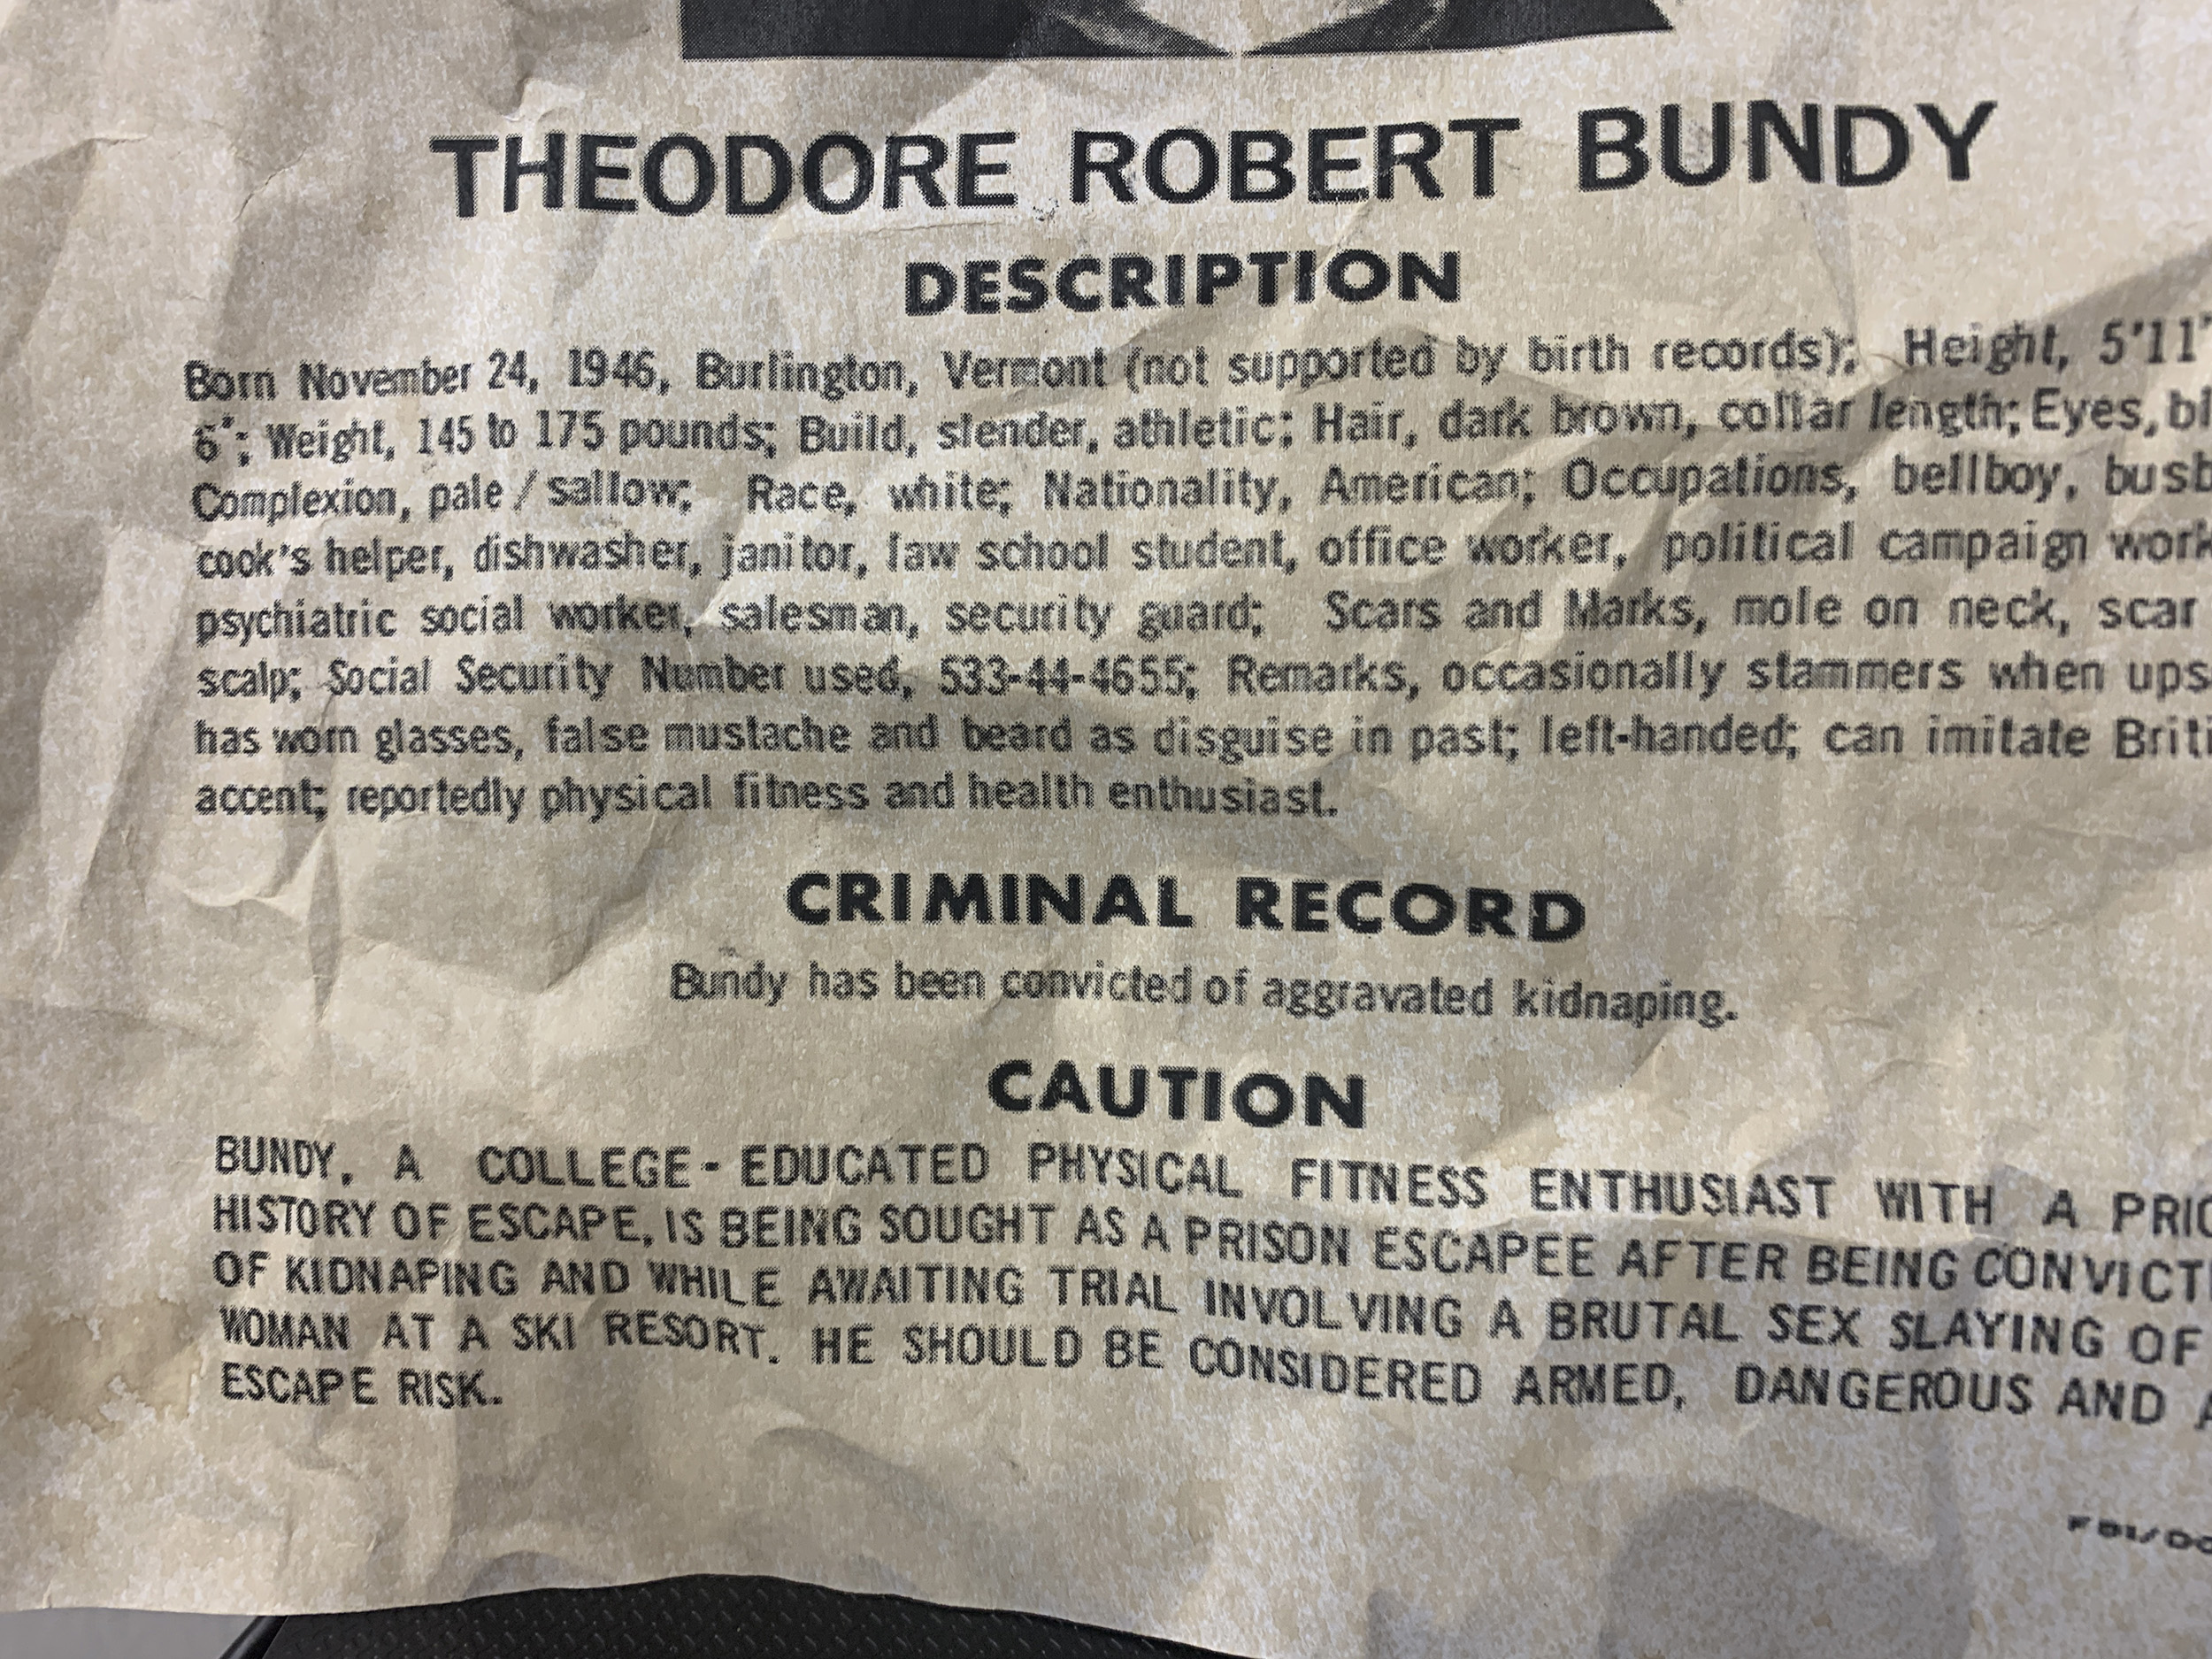 THEODORE ROBERT BUNDY
DESCRIPTION
Born November 24, 1946, Burlington, Vermont (not supported by birth records); Height, 5'11"
6"; Weight, 145 to 175 pounds; Build, slender, athletic; Hair, dark brown, collar length; Eyes,
Complexion, pale / sallow; Race, white; Nationality, American; Occupations, bellboy,
cook's helper, dishwasher, janitor, law school student, office worker, political campaign
psychiatric social worker, salesman, security guard; Scars and Marks, mole on neck, scar
scalp; Social Security Number used, 533-44-4655; Remarks, occasionally stammers when
has worn glasses, false mustache and beard as disguise in past; left-handed; can imitate
accent; reportedly physical fitness and health enthusiast.
CRIMINAL RECORD
Bundy has been convicted of aggravated kidnaping.
CAUTION
BUNDY, A COLLEGE-EDUCATED PHYSICAL FITNESS ENTHUSIAST WITH A
HISTORY OF ESCAPE, IS BEING SOUGHT AS A PRISON ESCAPEE AFTER BEING
OF KIDNAPING AND WHILE AWAITING TRIAL INVOLVING A BRUTAL SEX SLAYING OF
WOMAN AT A SKI RESORT. HE SHOULD BE CONSIDERED ARMED, DANGEROUS AND
ESCAPE RISK.